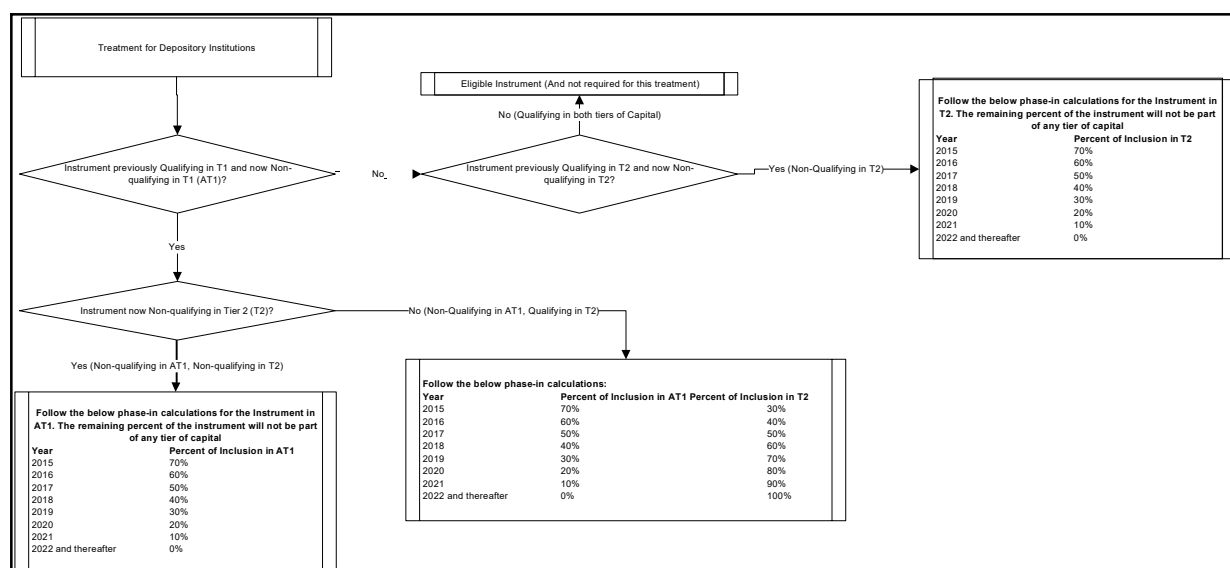 Treatment for Depository Institutions
Eligible Instrument (And not required for this treatment)
No (Qualifying in both tiers of Capital)
Instrument previously Qualifying in T1 and now Non-
qualifying in T1 (AT1)?
No
Instrument previously Qualifying in T2 and now Non-
qualifying in T2?
Yes (Non-Qualifying in T2)
Follow the below phase-in calculations for the Instrument in
T2. The remaining percent of the instrument will not be part
of any tier of capital
Year Percent of Inclusion in T2
2015 70%
2016 60%
2017 50%
2018 40%
2019 30%
2020 20%
2021 10%
2022 and thereafter 0%
Yes
Instrument now Non-qualifying in Tier 2 (T2)?
No (Non-Qualifying in AT1, Qualifying in T2)
Yes (Non-qualifying in AT1, Non-qualifying in T2)
Follow the below phase-in calculations:
Year Percent of Inclusion in AT1 Percent of Inclusion in T2
2015 70% 30%
2016 60% 40%
2017 50% 50%
2018 40% 60%
2019 30% 70%
2020 20% 80%
2021 10% 90%
2022 and thereafter 0% 100%
Follow the below phase-in calculations for the Instrument in
AT1. The remaining percent of the instrument will not be part
of any tier of capital
Year Percent of Inclusion in AT1
2015 70%
2016 60%
2017 50%
2018 40%
2019 30%
2020 20%
2021 10%
2022 and thereafter 0%